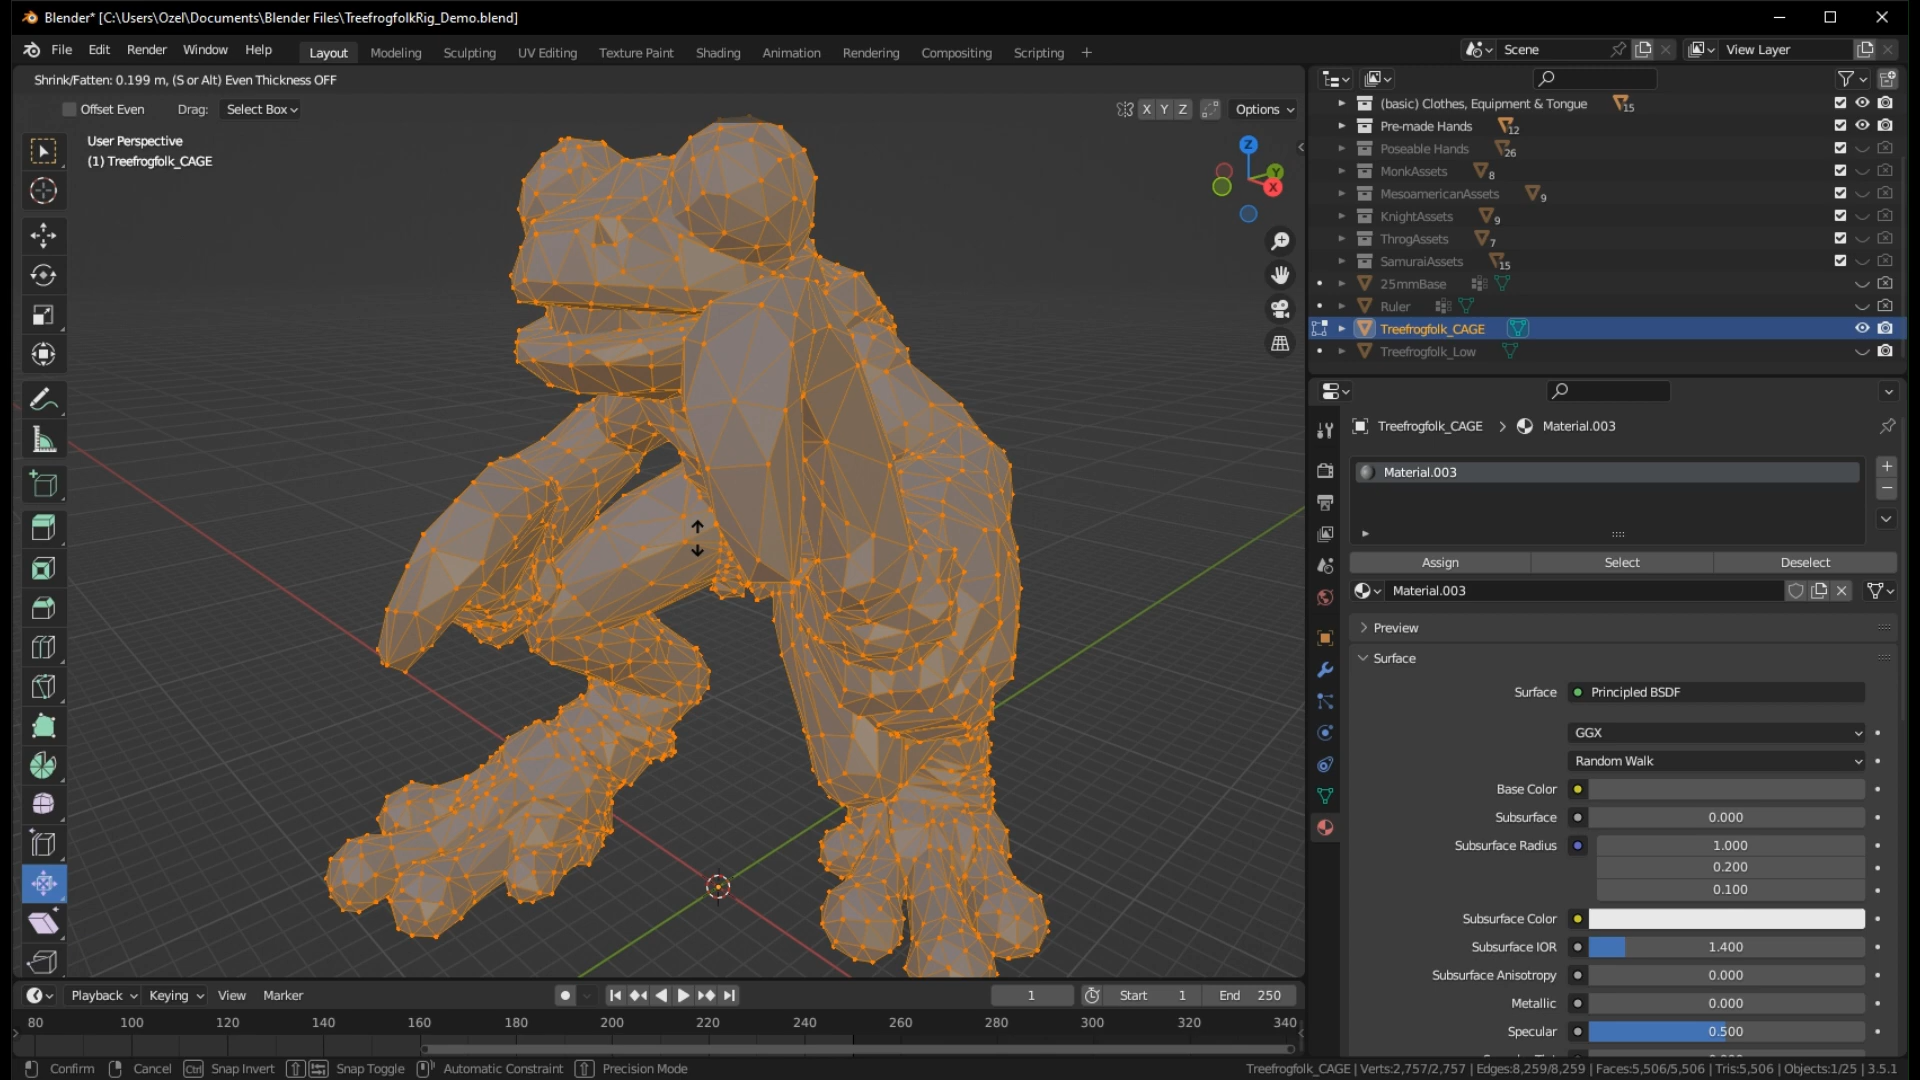 Blender* [C:\Users\Ozel\Documents\Blender Files\TreefrogfolkRig_Demo.blend]
File Edit Render Window Help Layout Modeling Sculpting UV Editing Texture Paint Shading Animation Rendering Compositing Scripting + Scene View Layer
Shrink/Fatten: 0.199 m, (S or Alt) Even Thickness OFF
Offset Even Drag: Select Box X Y Z Options
User Perspective
(1) Treefrogfolk_CAGE
Z
Y
X
(basic) Clothes, Equipment & Tongue 15
Pre-made Hands 12
Poseable Hands 26
MonkAssets 8
MesoamericanAssets 9
KnightAssets 9
ThrogAssets 7
SamuraiAssets 15
25mmBase
Ruler
Treefrogfolk_CAGE
Treefrogfolk_Low
Treefrogfolk_CAGE > Material.003
Material.003
Assign Select Deselect
Material.003
Preview
Surface
Surface Principled BSDF
GGX
Random Walk
Base Color
Subsurface 0.000
Subsurface Radius 1.000
0.200
0.100
Subsurface Color
Subsurface IOR 1.400
Subsurface Anisotropy 0.000
Metallic 0.000
Specular 0.500
Playback Keying View Marker 1 Start 1 End 250
80 100 120 140 160 180 200 220 240 260 280 300 320 340
Confirm Cancel Ctrl Snap Invert Snap Toggle Automatic Constraint Precision Mode
Treefrogfolk_CAGE | Verts:2,757/2,757 | Edges:8,259/8,259 | Faces:5,506/5,506 | Tris:5,506 | Objects:1/25 | 3.5.1